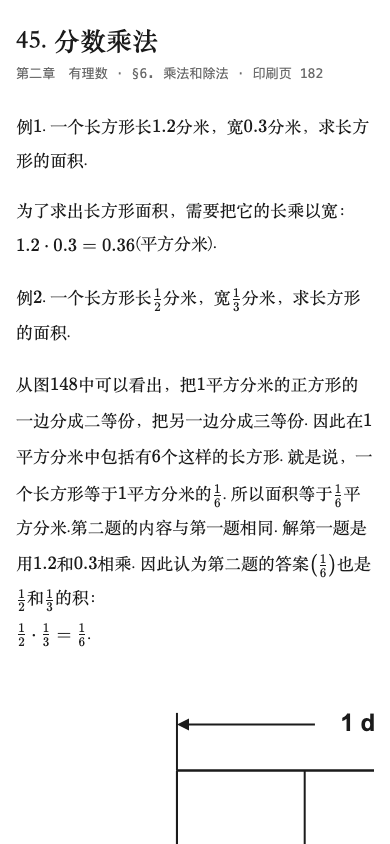 45. 分数乘法
第二章 有理数 · §6. 乘法和除法 · 印刷页 182
例1. 一个长方形长1.2分米，宽0.3分米，求长方
形的面积.
为了求出长方形面积，需要把它的长乘以宽：
1.2 · 0.3 = 0.36(平方分米).
例2. 一个长方形长1/2分米，宽1/3分米，求长方形
的面积.
从图148中可以看出，把1平方分米的正方形的
一边分成二等份，把另一边分成三等份. 因此在1
平方分米中包括有6个这样的长方形. 就是说，一
个长方形等于1平方分米的1/6. 所以面积等于1/6平
方分米.第二题的内容与第一题相同. 解第一题是
用1.2和0.3相乘. 因此认为第二题的答案(1/6)也是
1/2和1/3的积：
1/2 · 1/3 = 1/6.
1 d